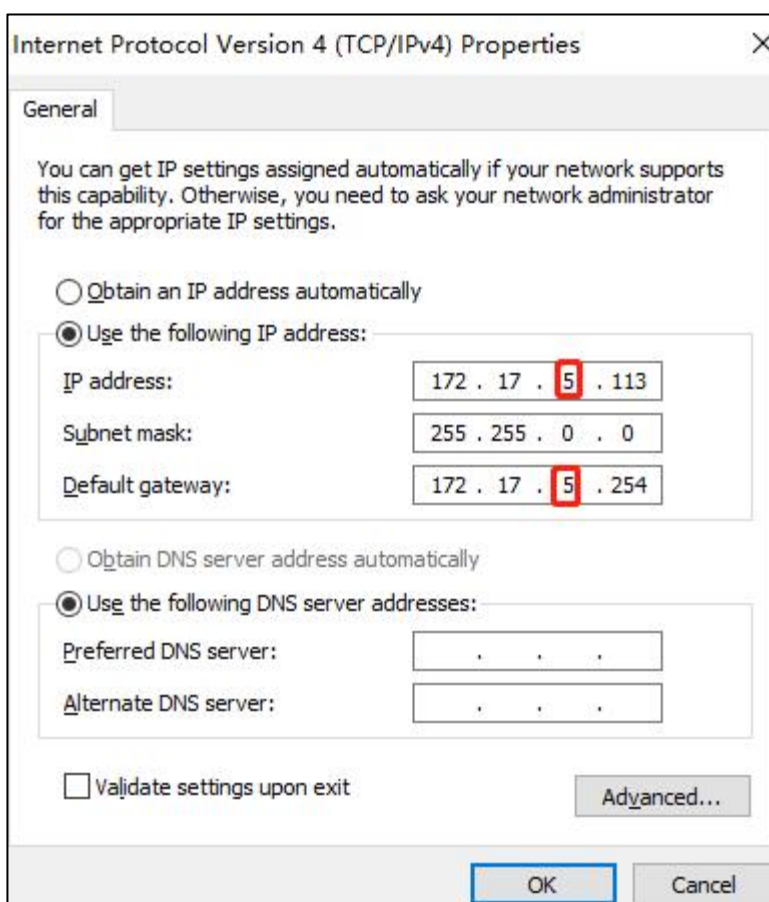 Internet Protocol Version 4 (TCP/IPv4) Properties
General
You can get IP settings assigned automatically if your network supports
this capability. Otherwise, you need to ask your network administrator
for the appropriate IP settings.
Obtain an IP address automatically
Use the following IP address:
IP address: 172 . 17 . 5 . 113
Subnet mask: 255 . 255 . 0 . 0
Default gateway: 172 . 17 . 5 . 254
Obtain DNS server address automatically
Use the following DNS server addresses:
Preferred DNS server: . . .
Alternate DNS server: . . .
Validate settings upon exit
Advanced...
OK Cancel